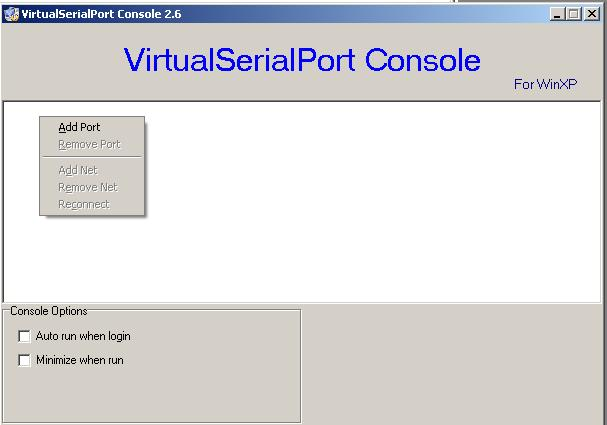 VirtualSerialPort Console 2.6
VirtualSerialPort Console
For WinXP
Add Port
Remove Port
Add Net
Remove Net
Reconnect
Console Options
Auto run when login
Minimize when run